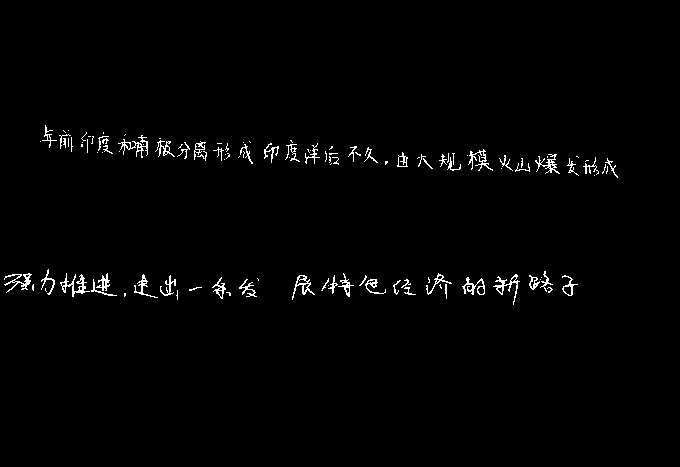 年前印度和南极分离形成印度洋后不久,由大规模火山爆发形成
强力推进,走出一条发展特色经济的新路子